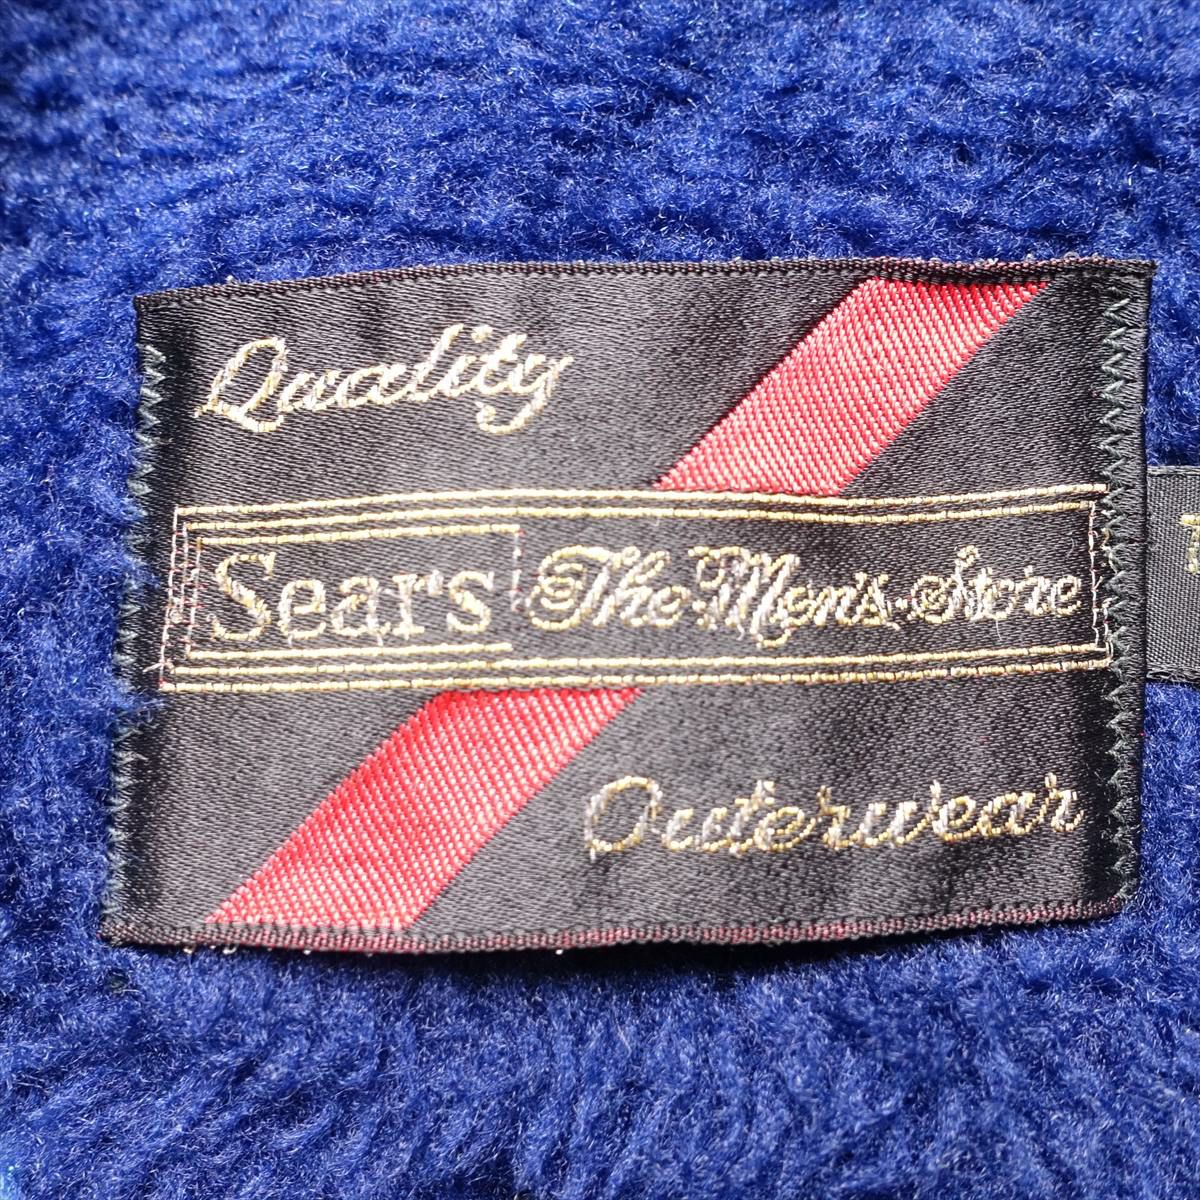 Quality
Sears The Men's Store
Outerwear